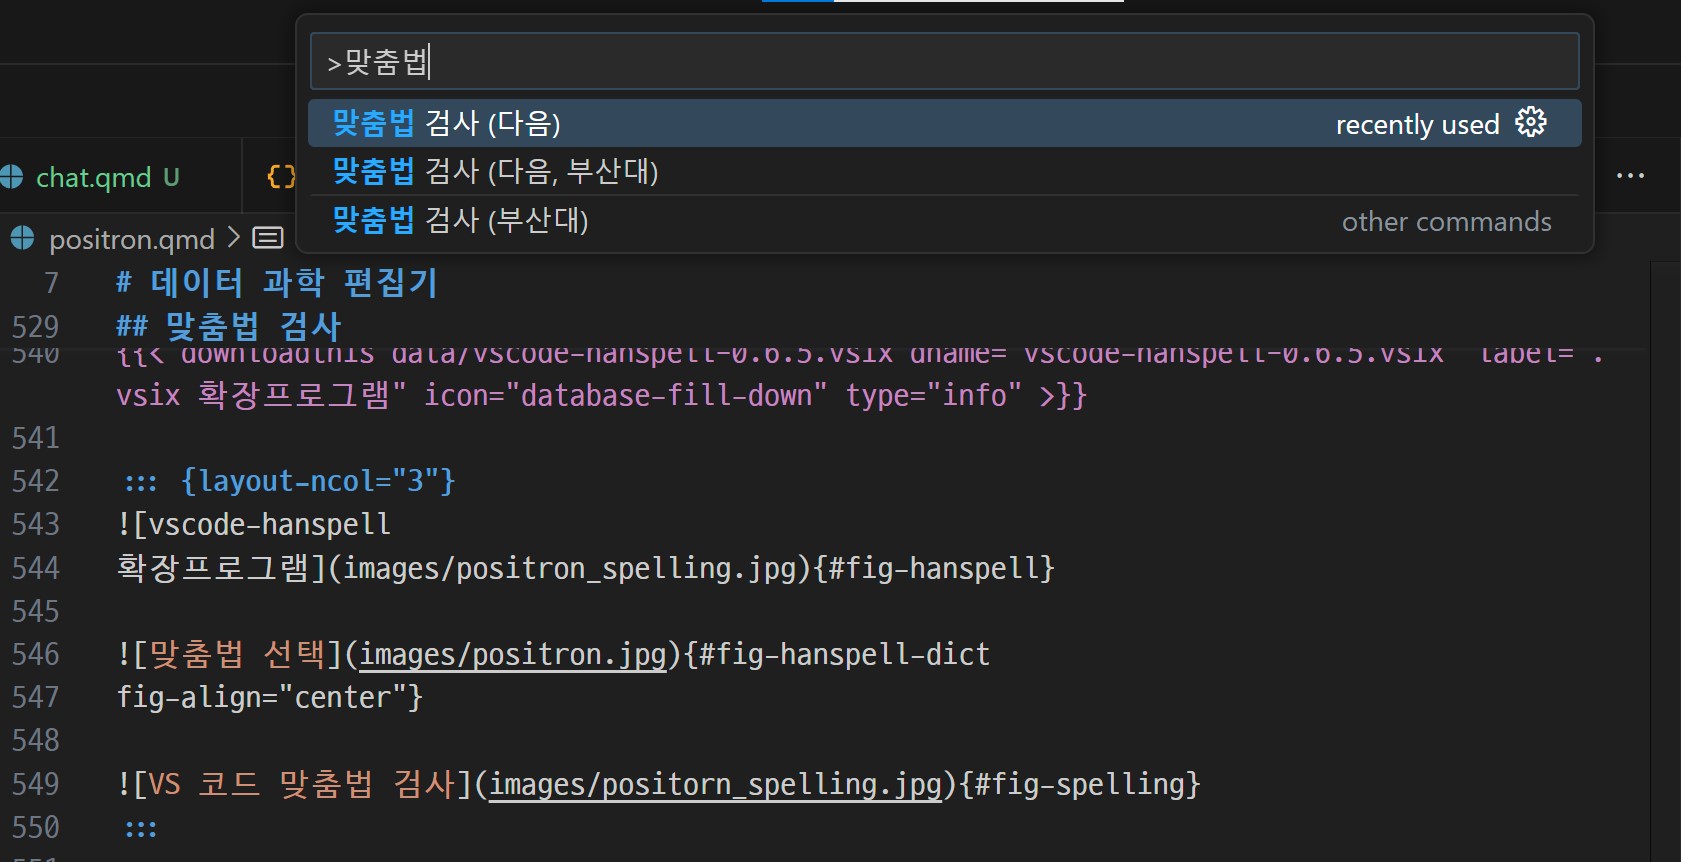 >맞춤법
맞춤법 검사 (다음) recently used
맞춤법 검사 (다음, 부산대)
맞춤법 검사 (부산대) other commands
chat.qmd U {}
...
positron.qmd >
7 # 데이터 과학 편집기
529 ## 맞춤법 검사
540 {{< downloadthis data/vscode-hanspell-0.6.5.vsix dname= vscode-hanspell-0.6.5.vsix label= .
vsix 확장프로그램" icon="database-fill-down" type="info" >}}
541
542 ::: {layout-ncol="3"}
543 ![vscode-hanspell
544 확장프로그램](images/positron_spelling.jpg){#fig-hanspell}
545
546 ![맞춤법 선택](images/positron.jpg){#fig-hanspell-dict
547 fig-align="center"}
548
549 ![VS 코드 맞춤법 검사](images/positorn_spelling.jpg){#fig-spelling}
550 :::